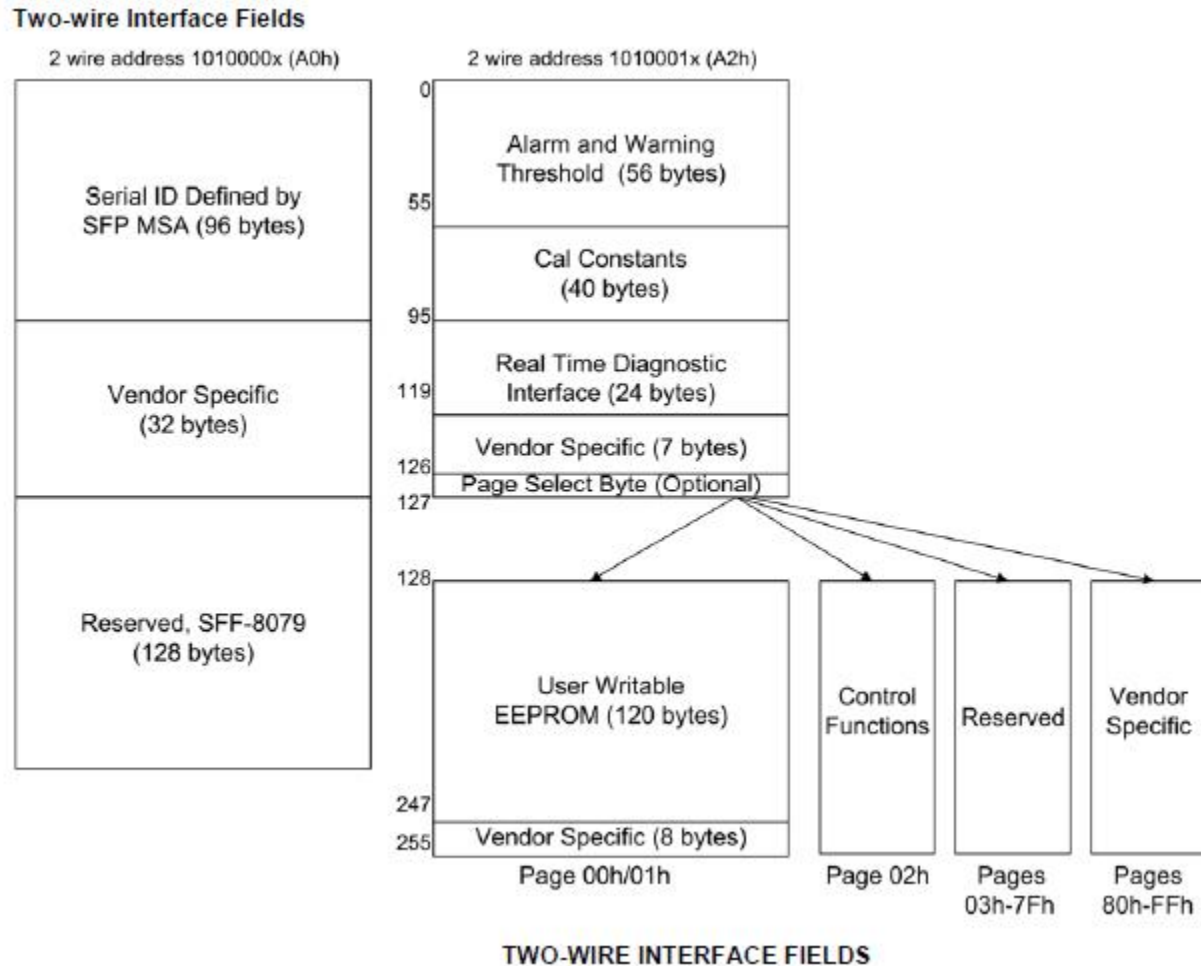 Two-wire Interface Fields
2 wire address 1010000x (A0h)
Serial ID Defined by
SFP MSA (96 bytes)
Vendor Specific
(32 bytes)
Reserved, SFF-8079
(128 bytes)
2 wire address 1010001x (A2h)
0
Alarm and Warning
Threshold (56 bytes)
55
Cal Constants
(40 bytes)
95
Real Time Diagnostic
Interface (24 bytes)
119
Vendor Specific (7 bytes)
126
Page Select Byte (Optional)
127
128
User Writable
EEPROM (120 bytes)
247
Vendor Specific (8 bytes)
255
Page 00h/01h
Control
Functions
Page 02h
Reserved
Pages
03h-7Fh
Vendor
Specific
Pages
80h-FFh
TWO-WIRE INTERFACE FIELDS